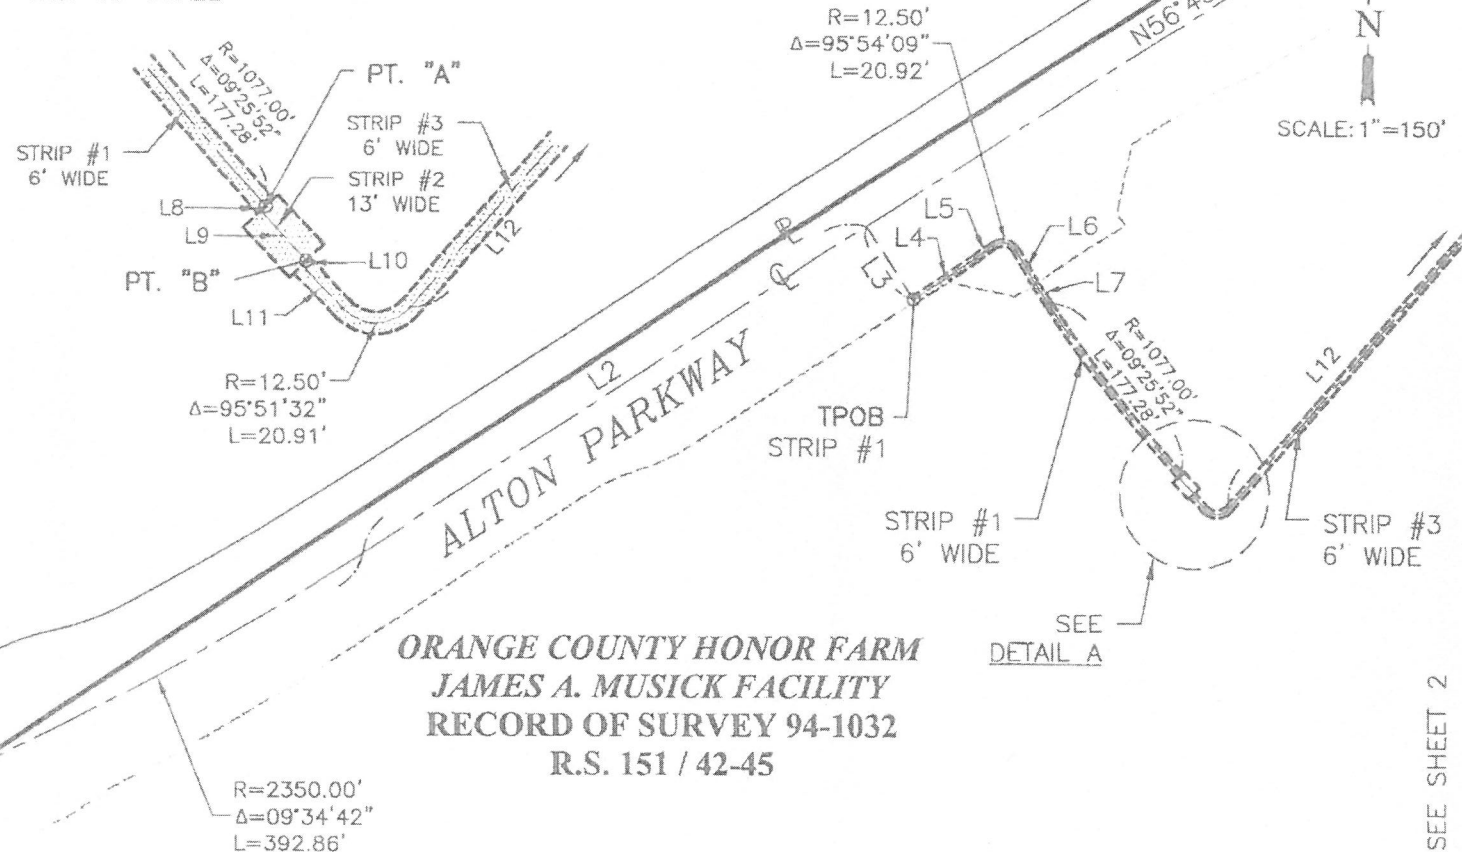 R=1077.00'
Δ=09°25'52"
L=177.28'
PT. "A"
STRIP #3
6' WIDE
STRIP #1
6' WIDE
STRIP #2
13' WIDE
L8
L9
L10
L12
PT. "B"
L11
R=12.50'
Δ=95°51'32"
L=20.91'
R=12.50'
Δ=95°54'09"
L=20.92'
N
SCALE: 1"=150'
L5
L6
L4
L3
L7
R=1077.00'
Δ=09°25'52"
L=177.28'
L2
L12
ALTON PARKWAY
TPOB
STRIP #1
STRIP #1
6' WIDE
STRIP #3
6' WIDE
SEE
DETAIL A
ORANGE COUNTY HONOR FARM
JAMES A. MUSICK FACILITY
RECORD OF SURVEY 94-1032
R.S. 151 / 42-45
R=2350.00'
Δ=09°34'42"
L=392.86'
SEE SHEET 2